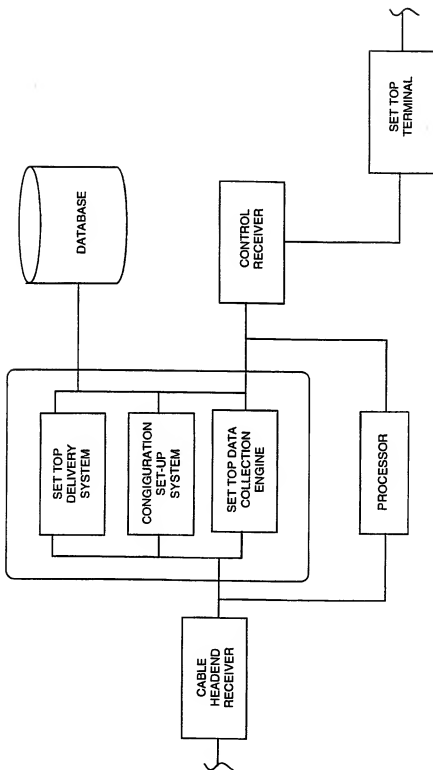 CABLE
HEADEND
RECEIVER
SET TOP
DELIVERY
SYSTEM
CONGIGURATION
SET-UP
SYSTEM
SET TOP DATA
COLLECTION
ENGINE
PROCESSOR
DATABASE
CONTROL
RECEIVER
SET TOP
TERMINAL